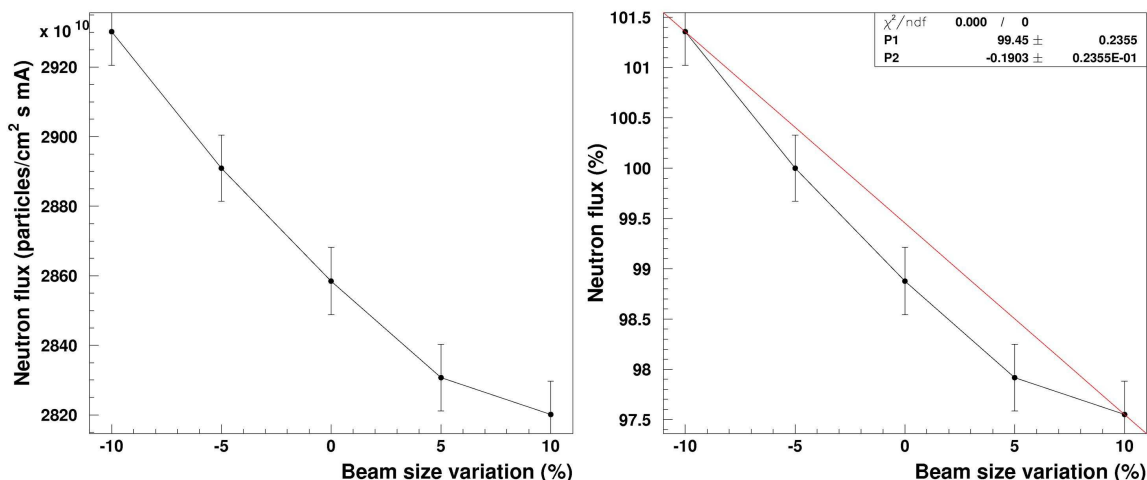 x 10^10
2920
2900
2880
2860
2840
2820
-10 -5 0 5 10
Beam size variation (%)
Neutron flux (particles/cm² s mA)
101.5
101
100.5
100
99.5
99
98.5
98
97.5
-10 -5 0 5 10
Beam size variation (%)
Neutron flux (%)
χ²/ndf 0.000 / 0
P1 99.45 ± 0.2355
P2 -0.1903 ± 0.2355E-01